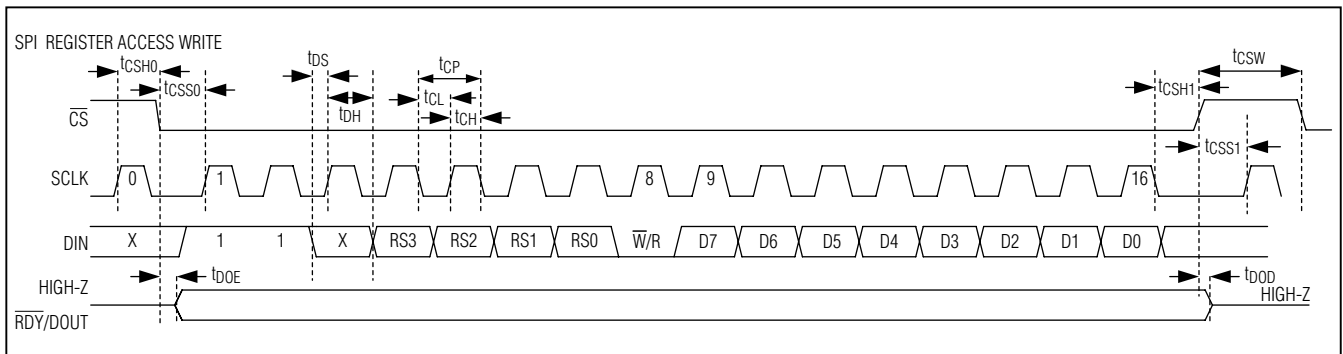 SPI REGISTER ACCESS WRITE
tCSH0
tCSS0
tDS
tDH
tCP
tCL
tCH
tCSH1
tCSW
tCSS1
C̅S̅
SCLK 0 1 8 9 16
DIN X 1 1 X RS3 RS2 RS1 RS0 W̅/R D7 D6 D5 D4 D3 D2 D1 D0
HIGH-Z tDOE tDOD HIGH-Z
R̅D̅Y̅/DOUT